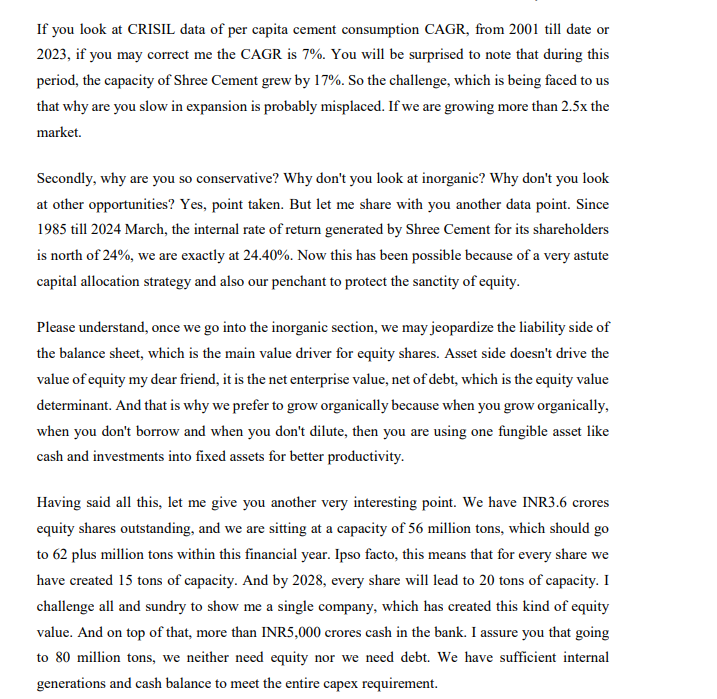 If you look at CRISIL data of per capita cement consumption CAGR, from 2001 till date or
2023, if you may correct me the CAGR is 7%. You will be surprised to note that during this
period, the capacity of Shree Cement grew by 17%. So the challenge, which is being faced to us
that why are you slow in expansion is probably misplaced. If we are growing more than 2.5x the
market.
Secondly, why are you so conservative? Why don't you look at inorganic? Why don't you look
at other opportunities? Yes, point taken. But let me share with you another data point. Since
1985 till 2024 March, the internal rate of return generated by Shree Cement for its shareholders
is north of 24%, we are exactly at 24.40%. Now this has been possible because of a very astute
capital allocation strategy and also our penchant to protect the sanctity of equity.
Please understand, once we go into the inorganic section, we may jeopardize the liability side of
the balance sheet, which is the main value driver for equity shares. Asset side doesn't drive the
value of equity my dear friend, it is the net enterprise value, net of debt, which is the equity value
determinant. And that is why we prefer to grow organically because when you grow organically,
when you don't borrow and when you don't dilute, then you are using one fungible asset like
cash and investments into fixed assets for better productivity.
Having said all this, let me give you another very interesting point. We have INR3.6 crores
equity shares outstanding, and we are sitting at a capacity of 56 million tons, which should go
to 62 plus million tons within this financial year. Ipso facto, this means that for every share we
have created 15 tons of capacity. And by 2028, every share will lead to 20 tons of capacity. I
challenge all and sundry to show me a single company, which has created this kind of equity
value. And on top of that, more than INR5,000 crores cash in the bank. I assure you that going
to 80 million tons, we neither need equity nor we need debt. We have sufficient internal
generations and cash balance to meet the entire capex requirement.